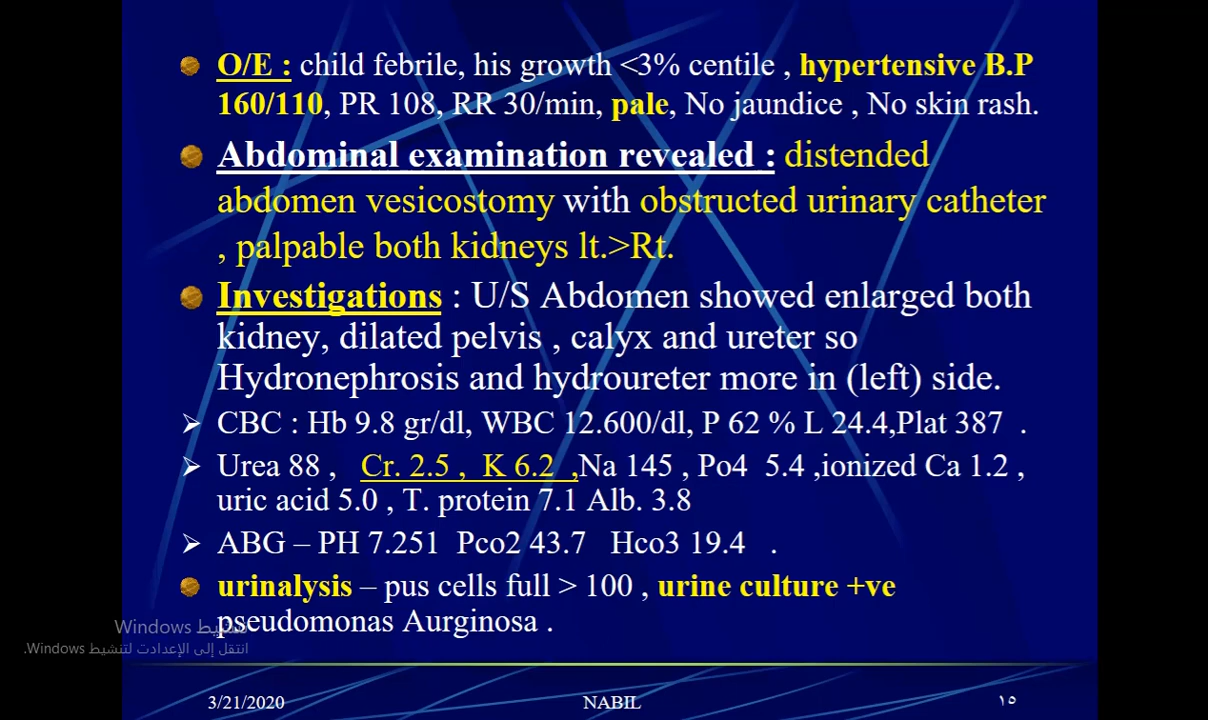 O/E : child febrile, his growth <3% centile , hypertensive B.P
160/110, PR 108, RR 30/min, pale, No jaundice , No skin rash.
Abdominal examination revealed : distended
abdomen vesicostomy with obstructed urinary catheter
, palpable both kidneys lt.>Rt.
Investigations : U/S Abdomen showed enlarged both
kidney, dilated pelvis , calyx and ureter so
Hydronephrosis and hydroureter more in (left) side.
CBC : Hb 9.8 gr/dl, WBC 12.600/dl, P 62 % L 24.4,Plat 387 .
Urea 88 , Cr. 2.5 , K 6.2 ,Na 145 , Po4 5.4 ,ionized Ca 1.2 ,
uric acid 5.0 , T. protein 7.1 Alb. 3.8
ABG – PH 7.251 Pco2 43.7 Hco3 19.4 .
urinalysis – pus cells full > 100 , urine culture +ve
pseudomonas Aurginosa .
تنشيط Windows
انتقل إلى الإعدادات لتنشيط Windows.
3/21/2020 NABIL ١٥